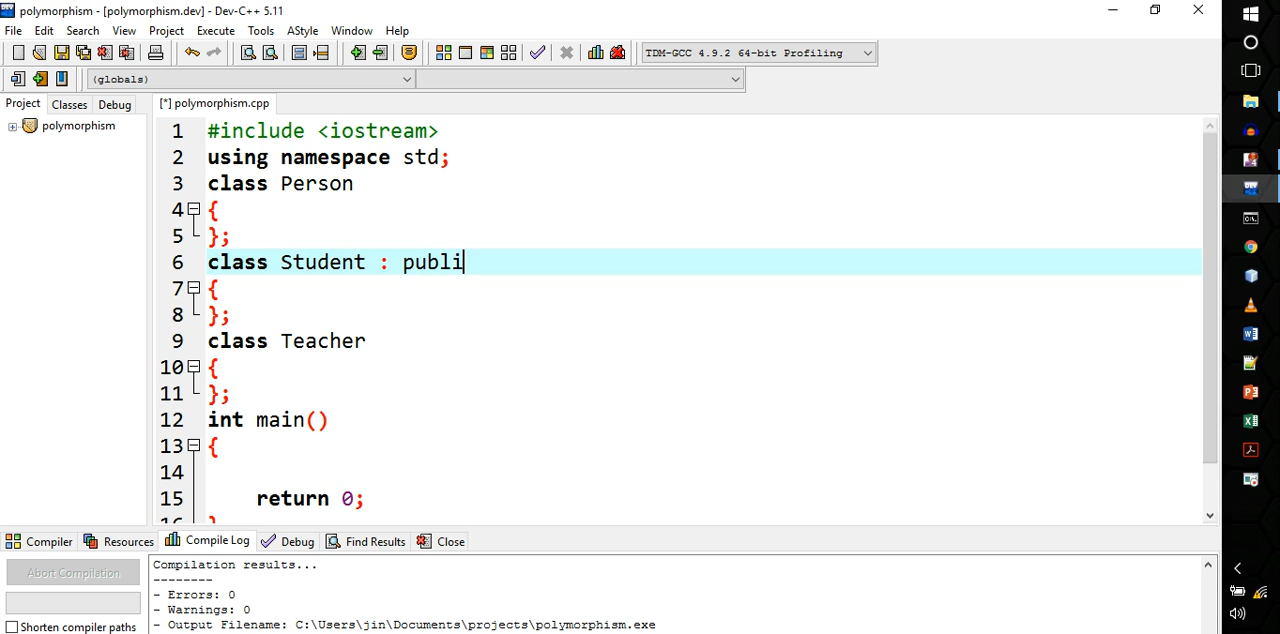 polymorphism - [polymorphism.dev] - Dev-C++ 5.11
File Edit Search View Project Execute Tools AStyle Window Help
TDM-GCC 4.9.2 64-bit Profiling
(globals)
Project Classes Debug
[*] polymorphism.cpp
polymorphism
1 #include <iostream>
2 using namespace std;
3 class Person
4 {
5 };
6 class Student : publi
7 {
8 };
9 class Teacher
10 {
11 };
12 int main()
13 {
14
15 return 0;
16 }
Compiler Resources Compile Log Debug Find Results Close
Abort Compilation
Shorten compiler paths
Compilation results...
--------
- Errors: 0
- Warnings: 0
- Output Filename: C:\Users\jin\Documents\projects\polymorphism.exe